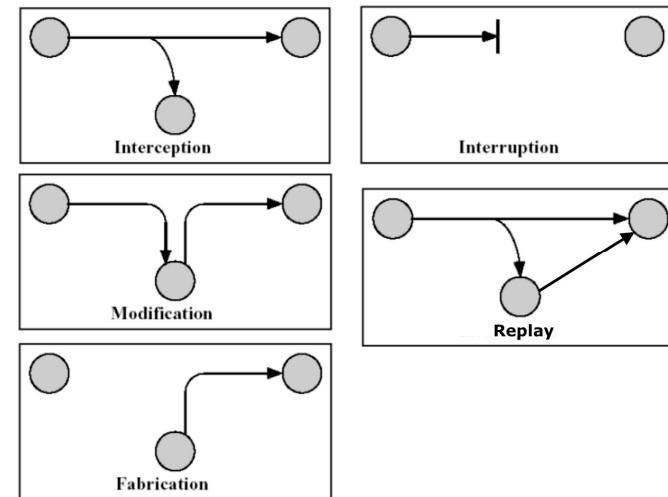 Interception
Interruption
Modification
Replay
Fabrication